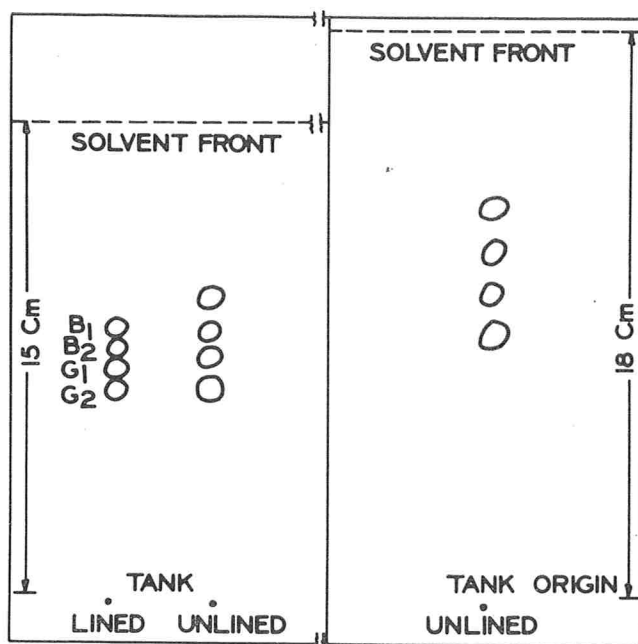 SOLVENT FRONT
SOLVENT FRONT
15 Cm
B1
B2
G1
G2
18 Cm
TANK
LINED UNLINED
TANK ORIGIN
UNLINED